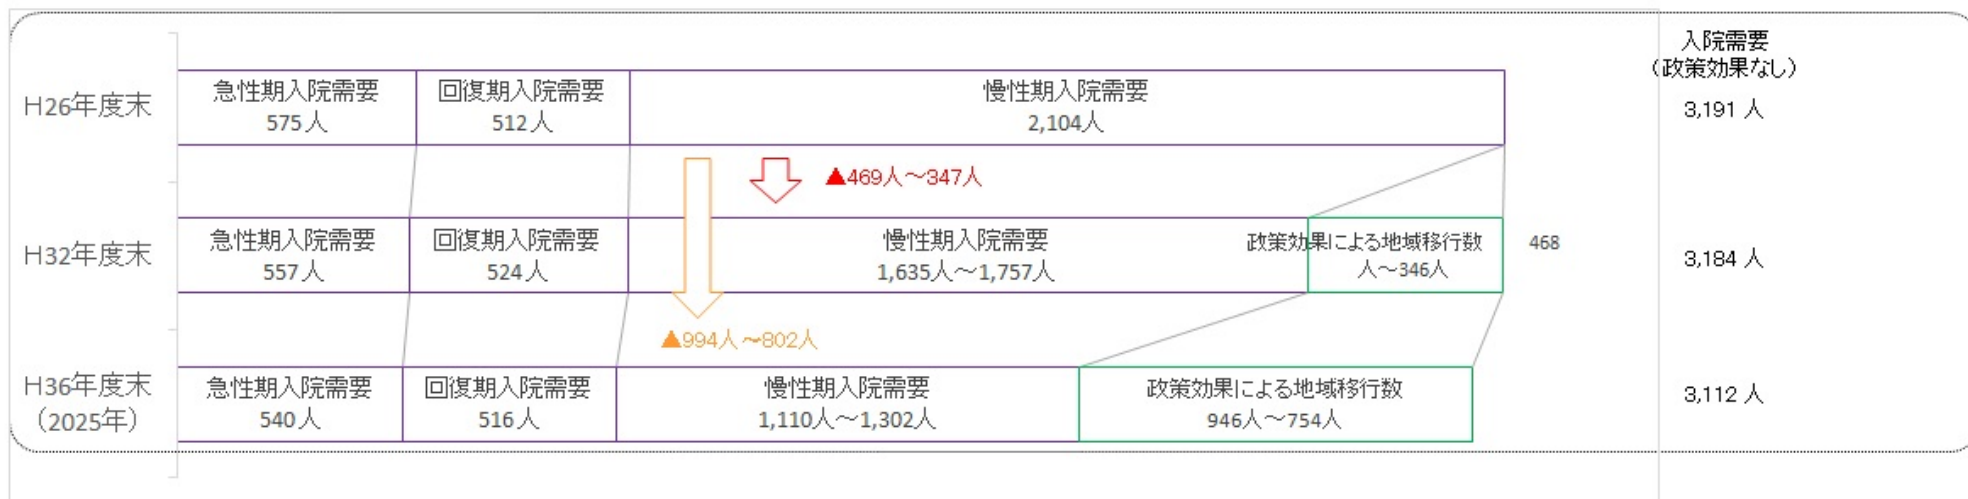 入院需要
（政策効果なし）
H26年度末
急性期入院需要
575人
回復期入院需要
512人
慢性期入院需要
2,104人
3,191 人
▲469人～347人
H32年度末
急性期入院需要
557人
回復期入院需要
524人
慢性期入院需要
1,635人～1,757人
政策効果による地域移行数
人～346人
468
3,184 人
▲994人～802人
H36年度末
（2025年）
急性期入院需要
540人
回復期入院需要
516人
慢性期入院需要
1,110人～1,302人
政策効果による地域移行数
946人～754人
3,112 人